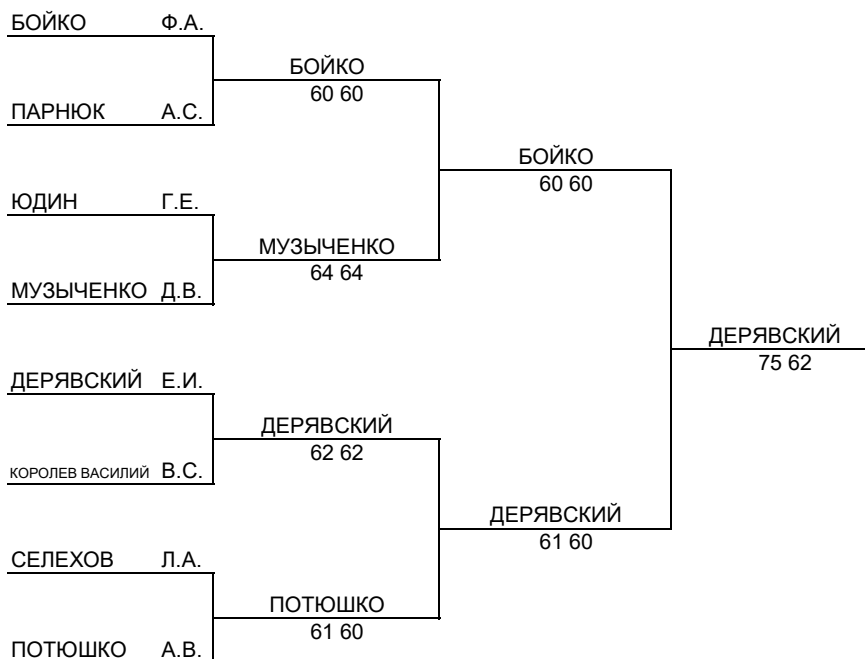 БОЙКО Ф.А.
БОЙКО
60 60
ПАРНЮК А.С.
БОЙКО
60 60
ЮДИН Г.Е.
МУЗЫЧЕНКО
64 64
МУЗЫЧЕНКО Д.В.
ДЕРЯВСКИЙ
75 62
ДЕРЯВСКИЙ Е.И.
ДЕРЯВСКИЙ
62 62
КОРОЛЕВ ВАСИЛИЙ В.С.
ДЕРЯВСКИЙ
61 60
СЕЛЕХОВ Л.А.
ПОТЮШКО
61 60
ПОТЮШКО А.В.